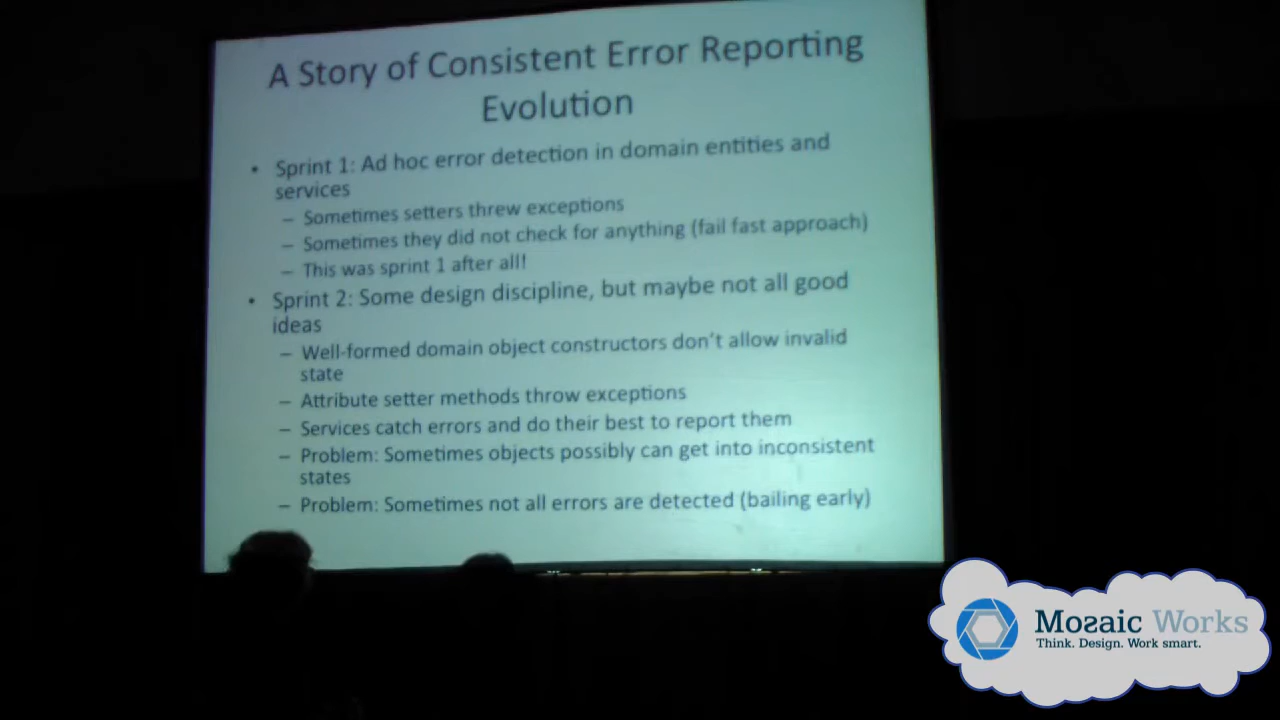 A Story of Consistent Error Reporting
Evolution
• Sprint 1: Ad hoc error detection in domain entities and
services
– Sometimes setters threw exceptions
– Sometimes they did not check for anything (fail fast approach)
– This was sprint 1 after all!
• Sprint 2: Some design discipline, but maybe not all good
ideas
– Well-formed domain object constructors don’t allow invalid
state
– Attribute setter methods throw exceptions
– Services catch errors and do their best to report them
– Problem: Sometimes objects possibly can get into inconsistent
states
– Problem: Sometimes not all errors are detected (bailing early)
Mozaic Works
Think. Design. Work smart.